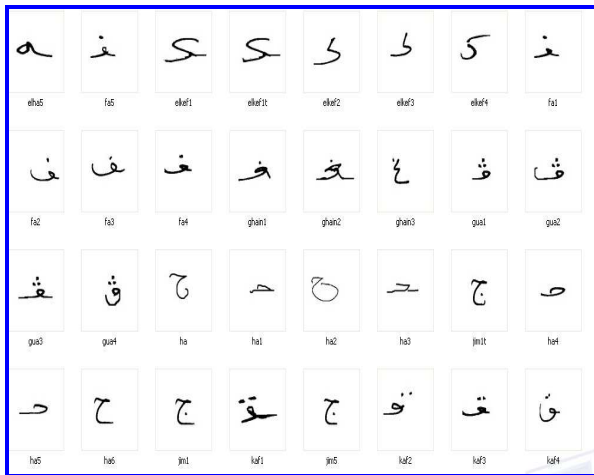 ه ف ك ك ك ك ك ف
elha5 fa5 elkef1 elkef1t elkef2 elkef3 elkef4 fa1
ف ف ف غ غ غ ڤ ڤ
fa2 fa3 fa4 ghain1 ghain2 ghain3 gua1 gua2
ڤ ڨ ح ح ح ح ج ح
gua3 gua4 ha ha1 ha2 ha3 jim1t ha4
ح ح ج ق ج ق ق ق
ha5 ha6 jim1 kaf1 jim5 kaf2 kaf3 kaf4